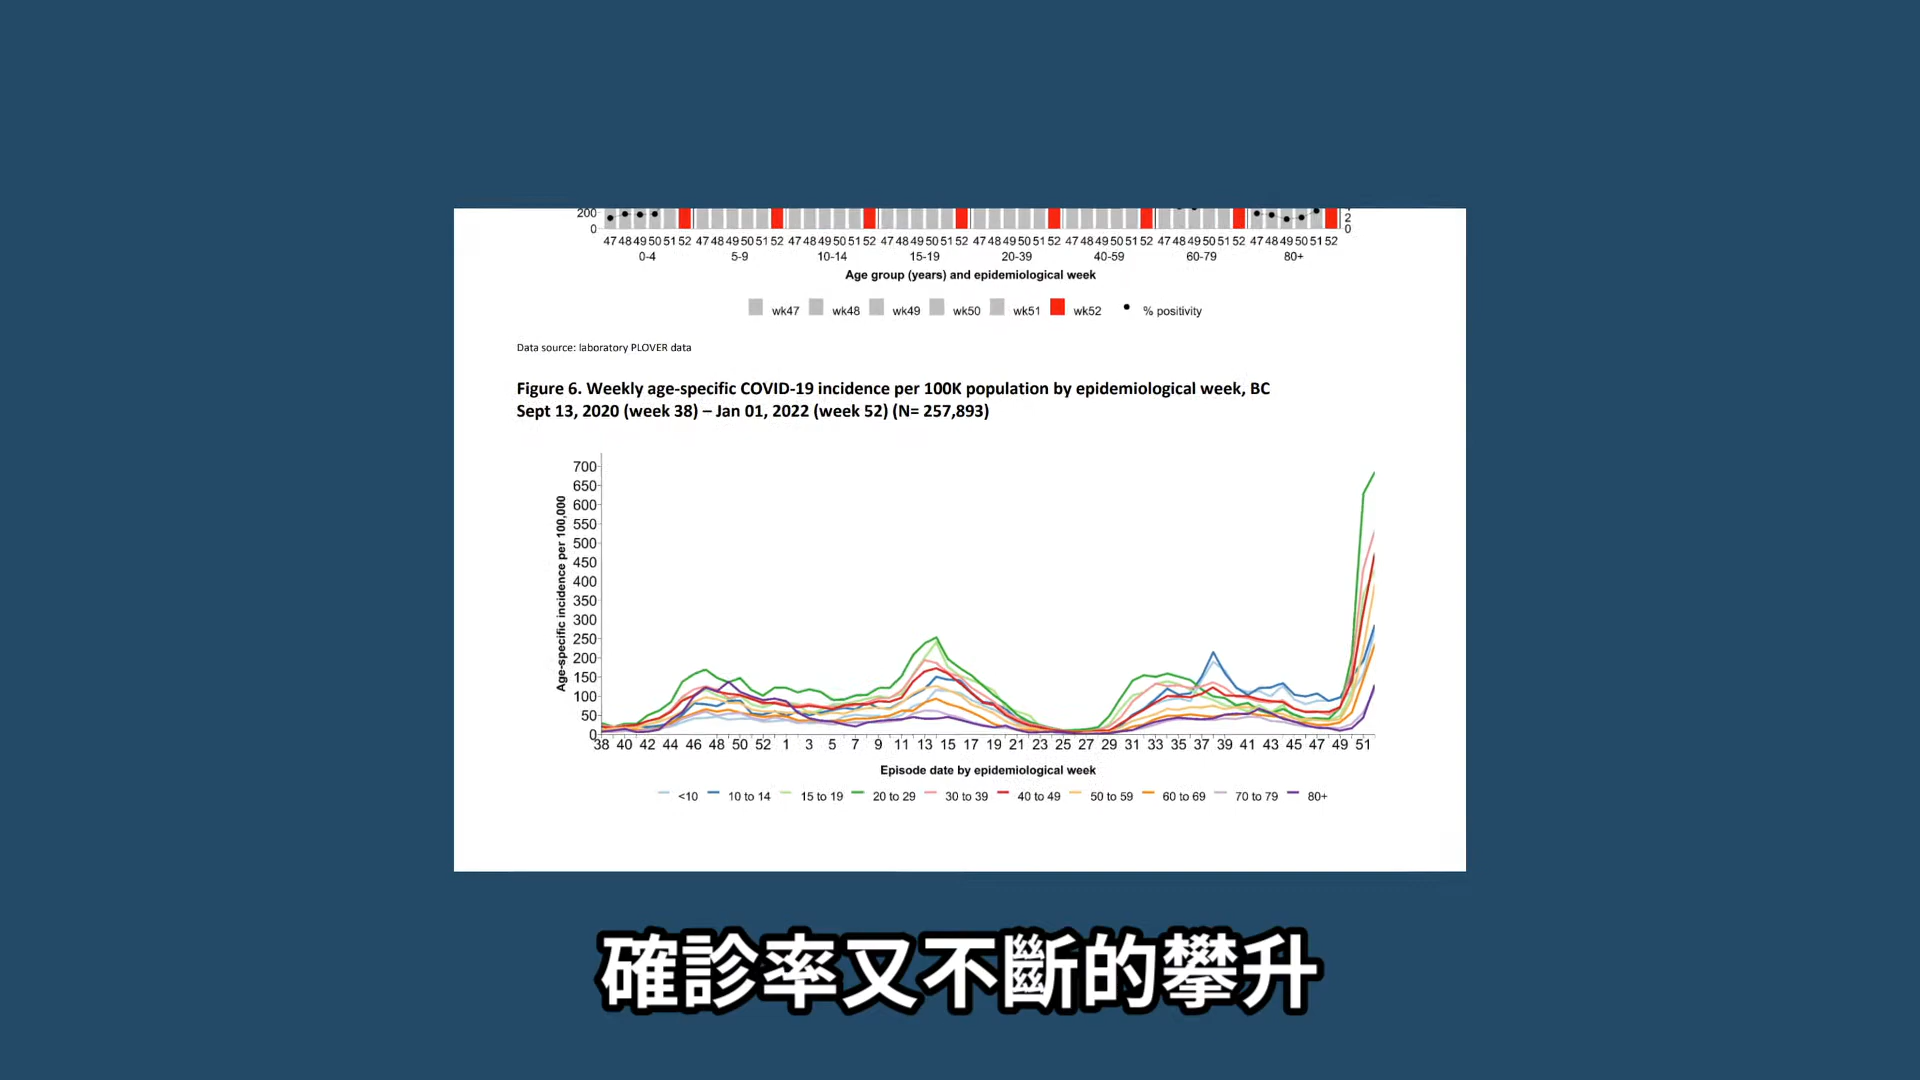 200
2
0
0
47 48 49 50 51 52 47 48 49 50 51 52 47 48 49 50 51 52 47 48 49 50 51 52 47 48 49 50 51 52 47 48 49 50 51 52 47 48 49 50 51 52 47 48 49 50 51 52
0-4 5-9 10-14 15-19 20-39 40-59 60-79 80+
Age group (years) and epidemiological week
wk47 wk48 wk49 wk50 wk51 wk52 % positivity
Data source: laboratory PLOVER data
Figure 6. Weekly age-specific COVID-19 incidence per 100K population by epidemiological week, BC
Sept 13, 2020 (week 38) – Jan 01, 2022 (week 52) (N= 257,893)
Age-specific incidence per 100,000
700
650
600
550
500
450
400
350
300
250
200
150
100
50
0
38 40 42 44 46 48 50 52 1 3 5 7 9 11 13 15 17 19 21 23 25 27 29 31 33 35 37 39 41 43 45 47 49 51
Episode date by epidemiological week
<10 10 to 14 15 to 19 20 to 29 30 to 39 40 to 49 50 to 59 60 to 69 70 to 79 80+
確診率又不斷的攀升